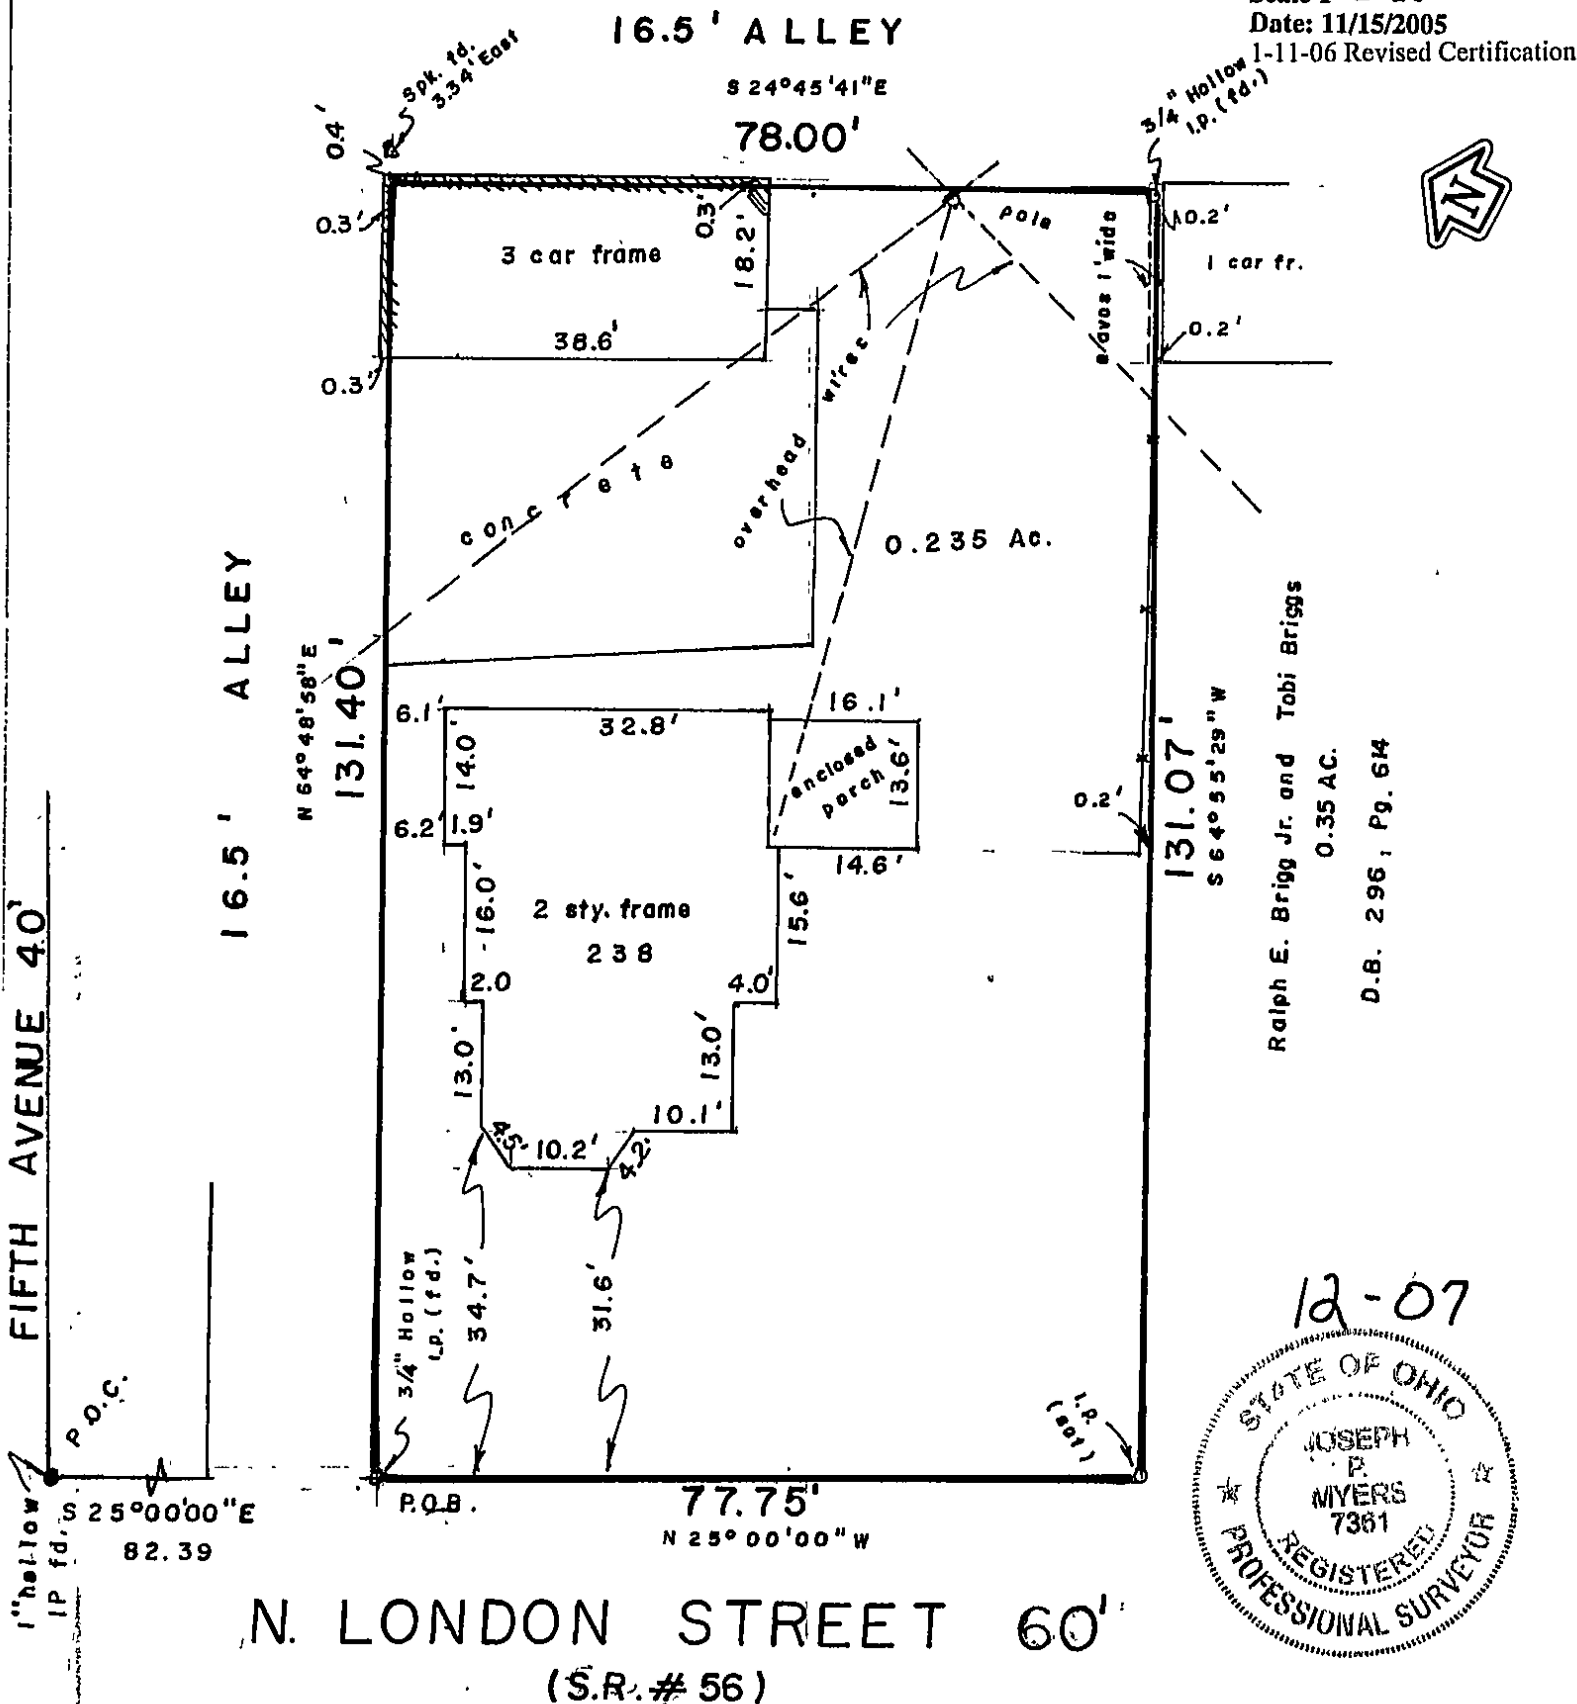 Date: 11/15/2005
1-11-06 Revised Certification
16.5' ALLEY
S 24°45'41"E
78.00'
Spk. fd.
3.34' East
3/4" Hollow
I.P. (fd.)
N
0.4'
0.3'
0.3'
3 car frame
0.3'
18.2'
38.6'
pole
eaves 1' wide
0.2'
1 car fr.
0.2'
concrete
overhead
wires
0.235 Ac.
16.5' ALLEY
N 64°48'58"E
131.40'
6.1'
32.8'
16.1'
14.0'
enclosed
porch
13.6'
6.2'
1.9'
14.6'
0.2'
131.07'
S 64°55'29"W
Ralph E. Brigg Jr. and Tobi Briggs
0.35 AC.
D.B. 296, Pg. 614
16.0'
2 sty. frame
238
15.6'
2.0
4.0'
13.0'
13.0'
10.1'
4.5'
10.2'
4.2'
34.7'
31.6'
3/4" Hollow
I.P. (fd.)
FIFTH AVENUE 40'
P.O.C.
1" hollow
IP fd.
S 25°00'00"E
82.39
P.O.B.
77.75'
N 25°00'00"W
I.P.
(set)
12-07
STATE OF OHIO
JOSEPH
P.
MYERS
7361
REGISTERED
PROFESSIONAL SURVEYOR
N. LONDON STREET 60'
(S.R. # 56)